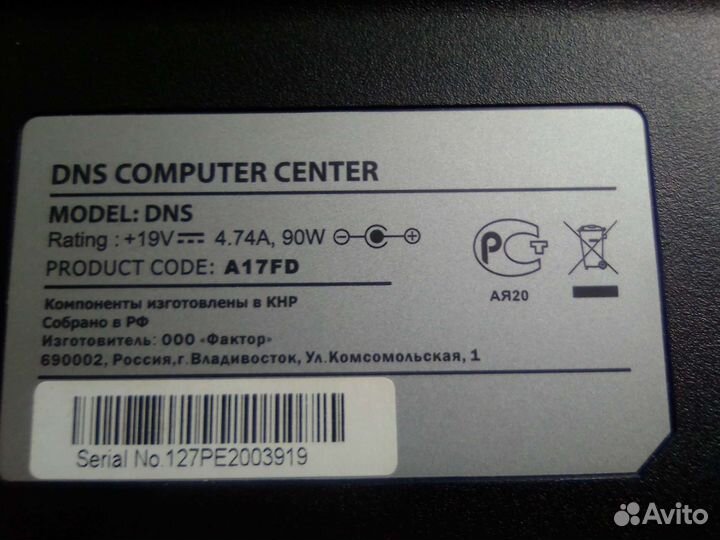 DNS COMPUTER CENTER
MODEL: DNS
Rating : +19V 4.74A, 90W
PRODUCT CODE: A17FD
Компоненты изготовлены в КНР
Собрано в РФ
Изготовитель: ООО «Фактор»
690002, Россия,г.Владивосток, Ул.Комсомольская, 1
РСТ
АЯ20
Serial No.127PE2003919
Avito